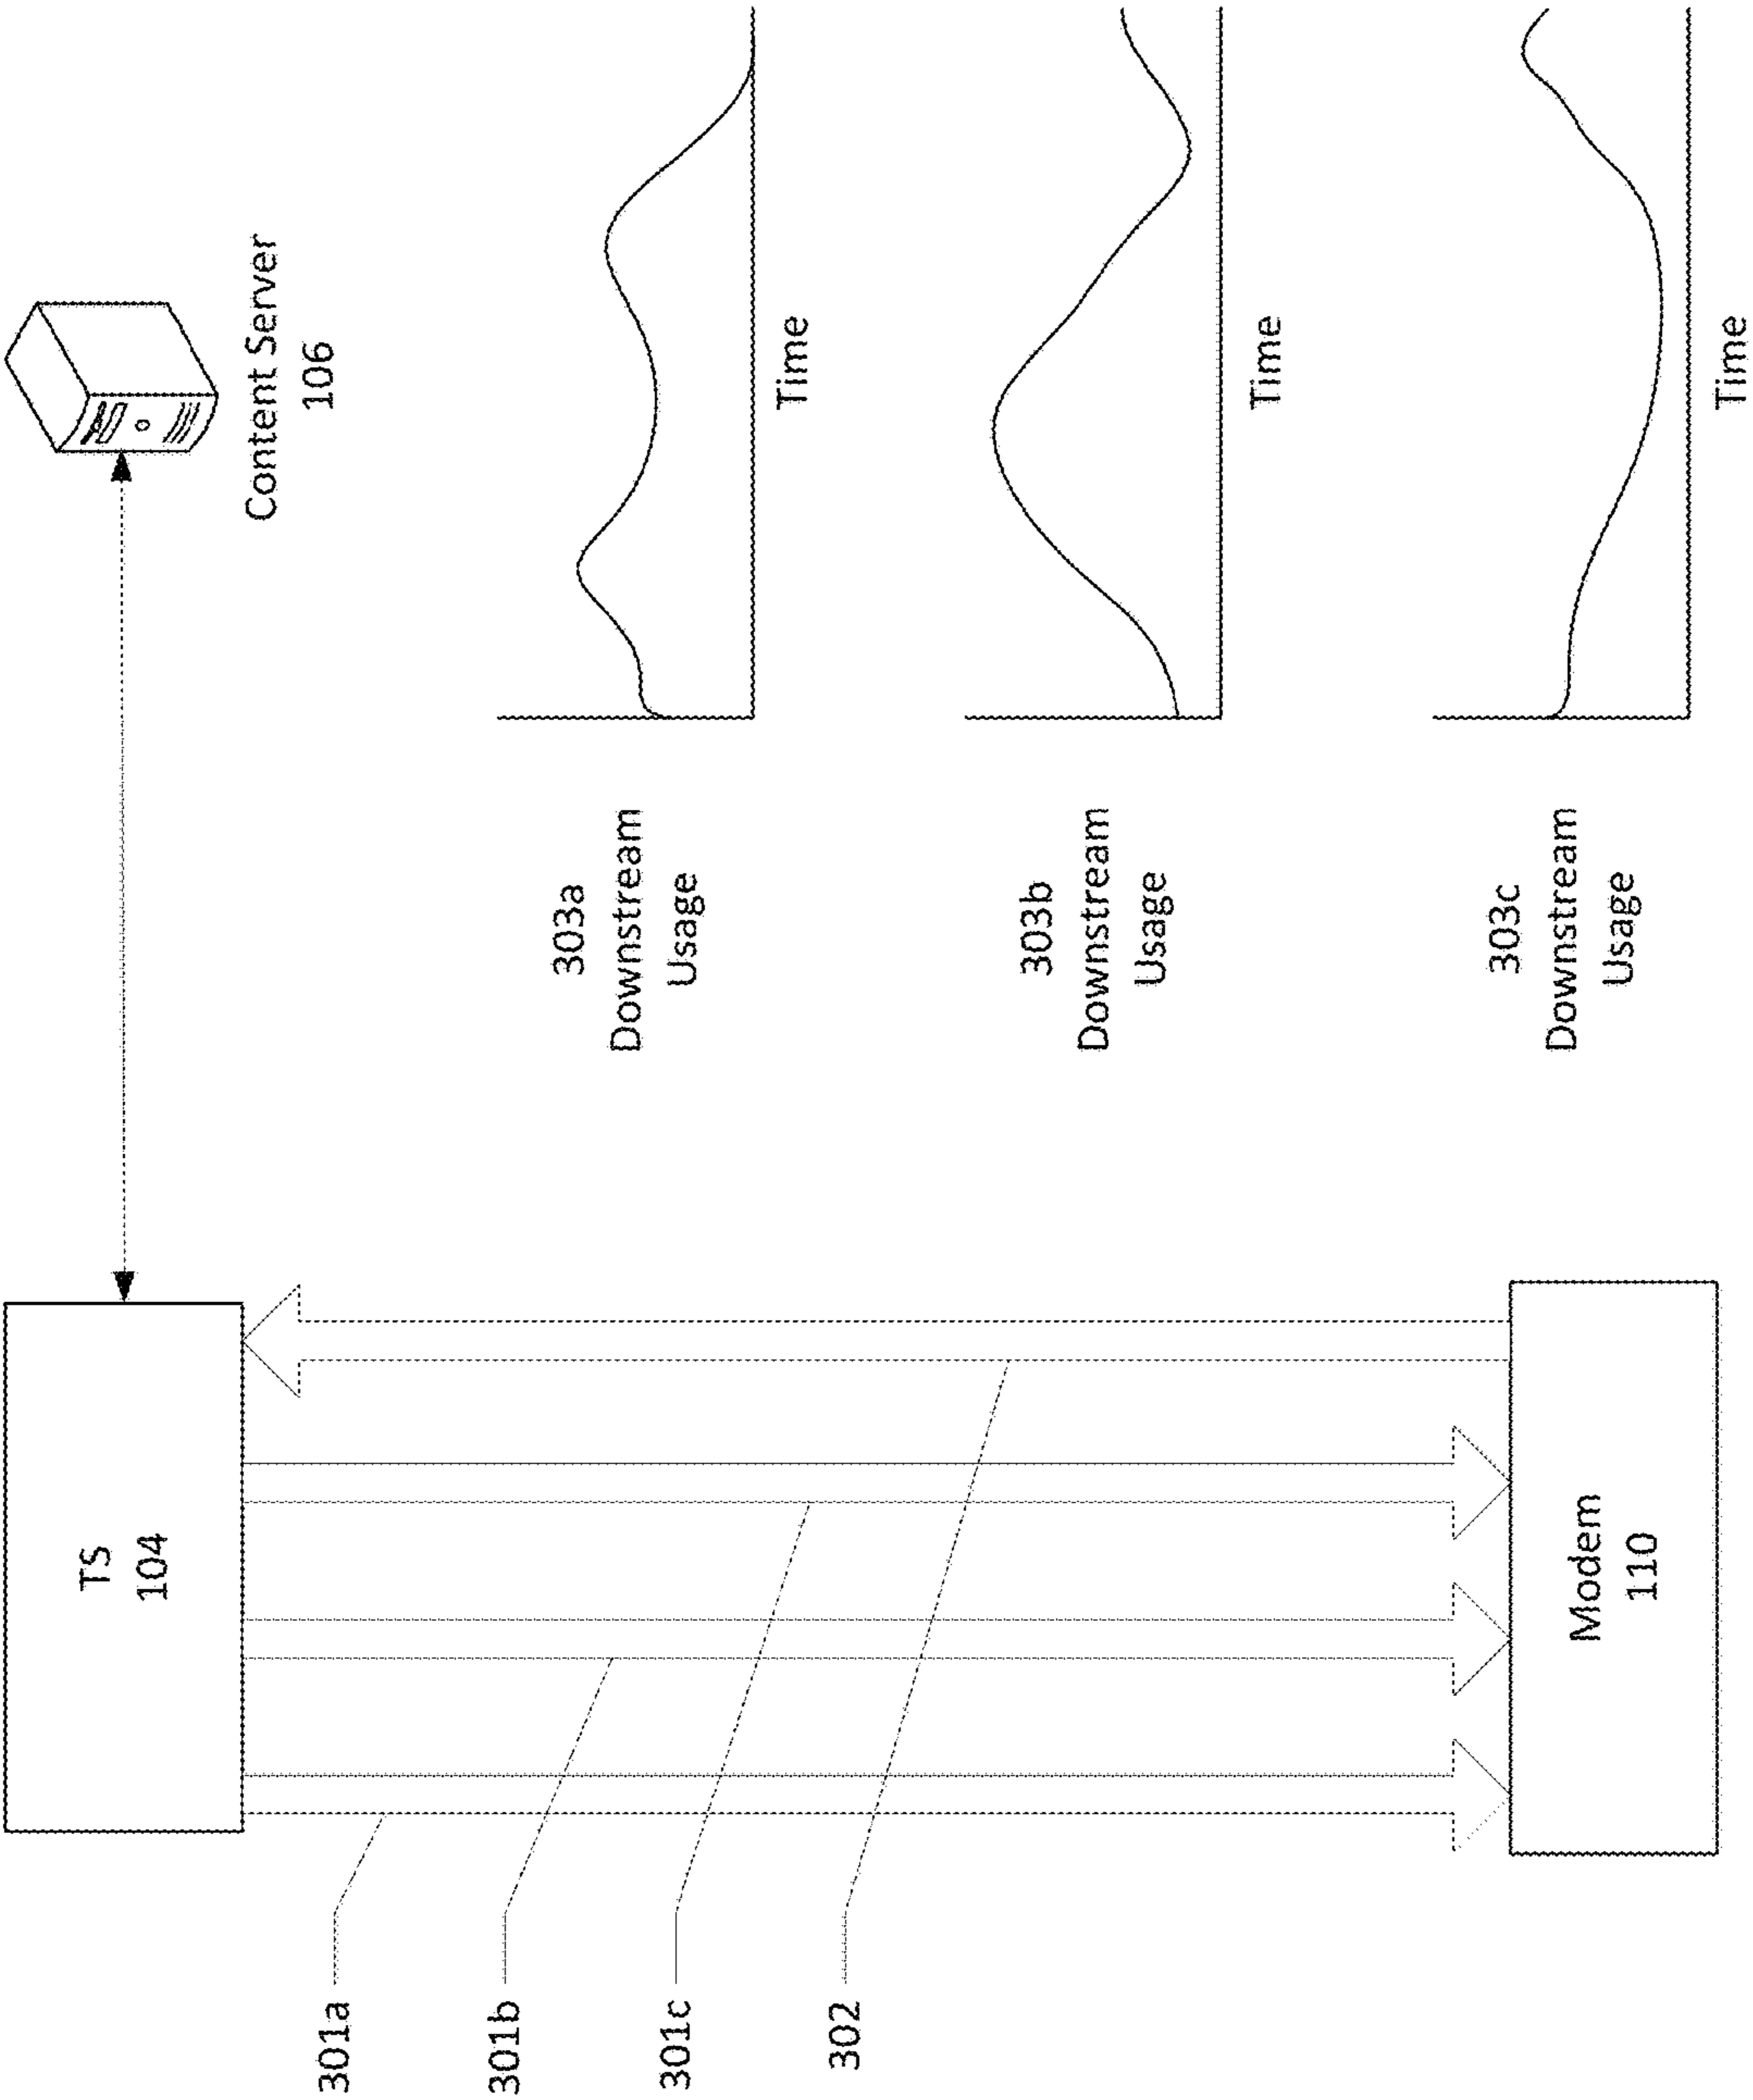 TS
104
Content Server
106
301a
301b
301c
302
Modem
110
303a
Downstream
Usage
Time
303b
Downstream
Usage
Time
303c
Downstream
Usage
Time